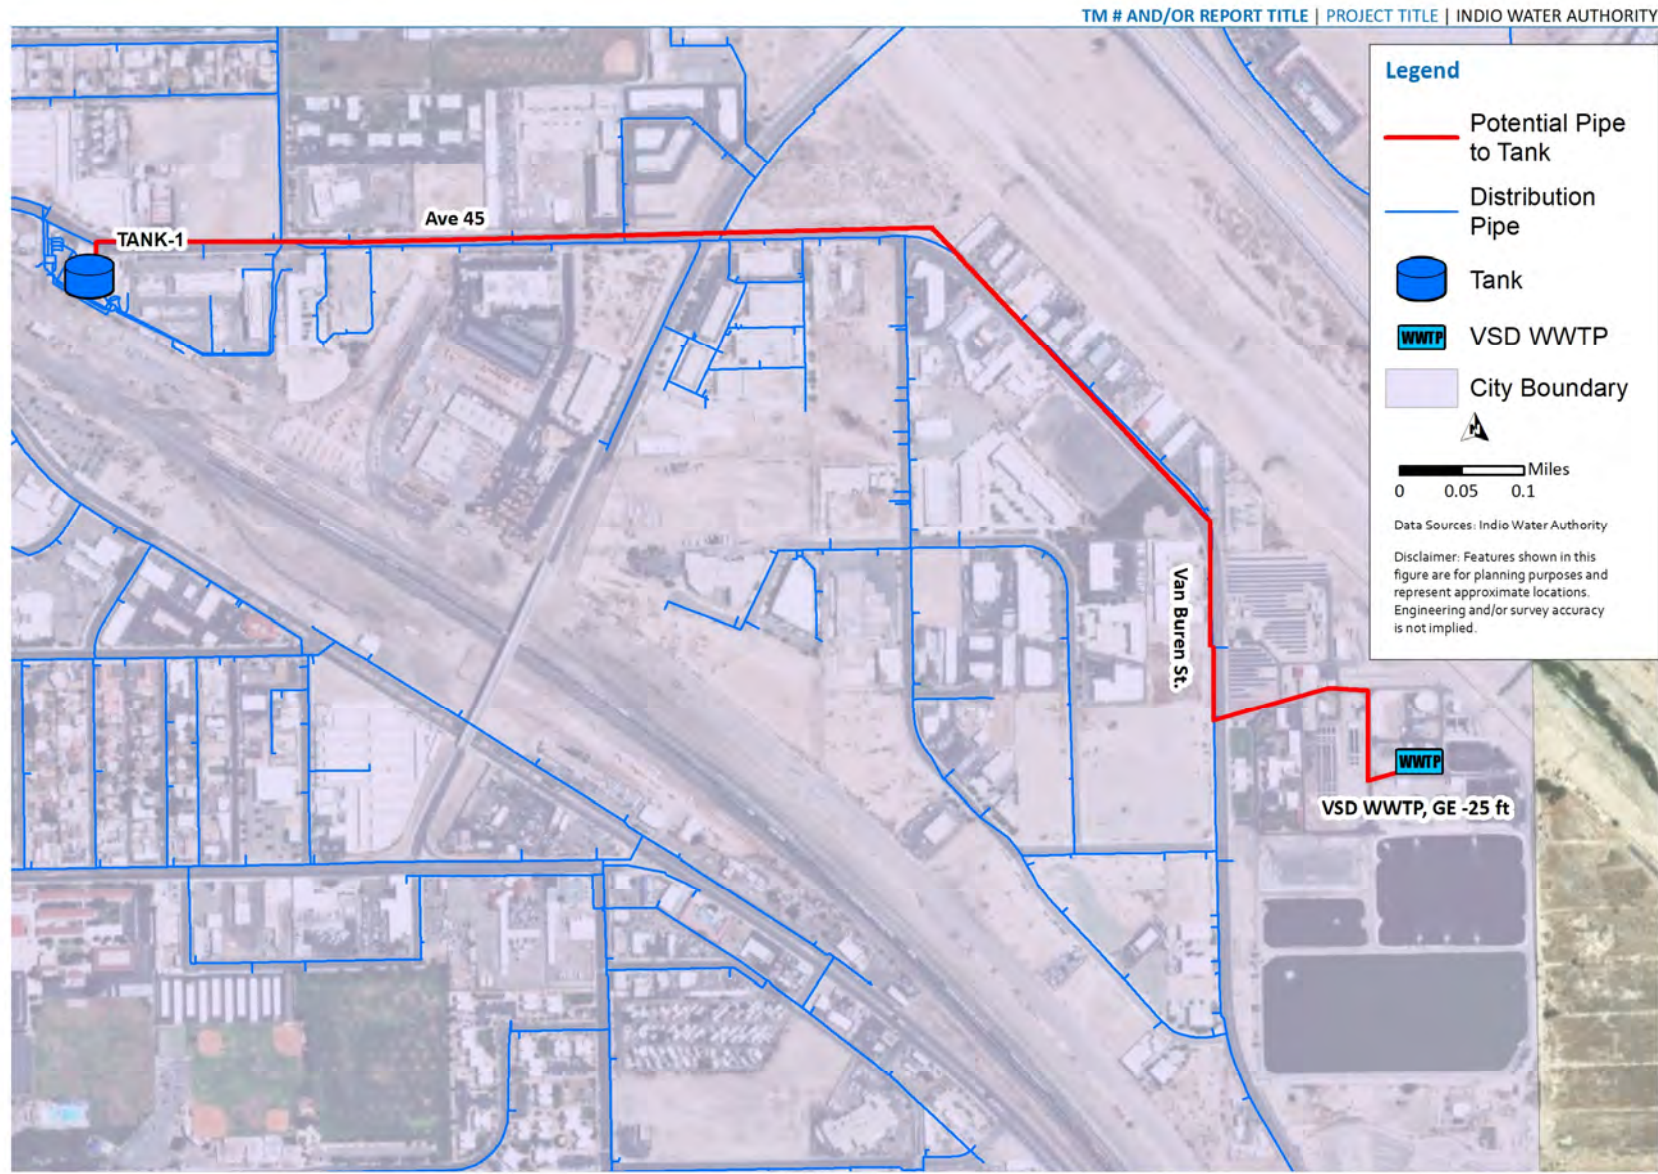 TM # AND/OR REPORT TITLE | PROJECT TITLE | INDIO WATER AUTHORITY
Legend
Potential Pipe
to Tank
Distribution
Pipe
Tank
WWTP VSD WWTP
City Boundary
N
Miles
0 0.05 0.1
Data Sources: Indio Water Authority
Disclaimer: Features shown in this
figure are for planning purposes and
represent approximate locations.
Engineering and/or survey accuracy
is not implied.
Ave 45
TANK-1
Van Buren St.
WWTP
VSD WWTP, GE -25 ft